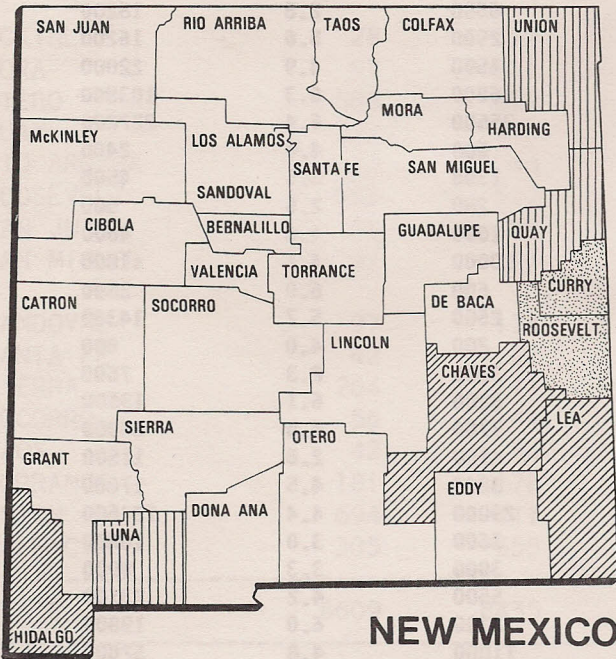 SAN JUAN RIO ARRIBA TAOS COLFAX UNION
MORA
McKINLEY LOS ALAMOS HARDING
SANTA FE SAN MIGUEL
SANDOVAL
CIBOLA BERNALILLO GUADALUPE QUAY
VALENCIA TORRANCE
CURRY
CATRON SOCORRO DE BACA
ROOSEVELT
LINCOLN
CHAVES
LEA
SIERRA OTERO
GRANT
EDDY
DONA ANA
LUNA
HIDALGO
NEW MEXICO